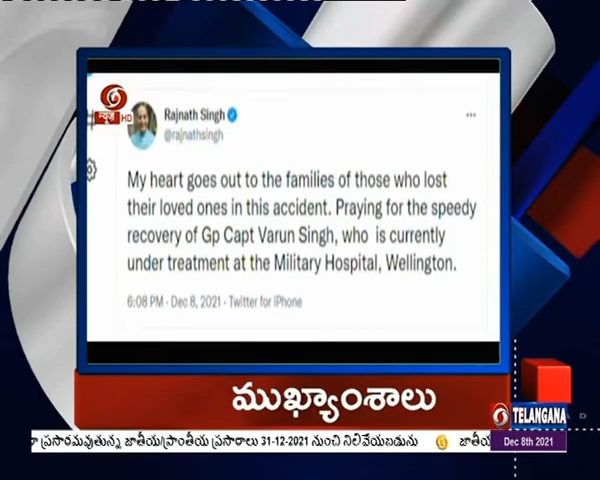 న్యూస్ HD
Rajnath Singh
@rajnathsingh
My heart goes out to the families of those who lost
their loved ones in this accident. Praying for the speedy
recovery of Gp Capt Varun Singh, who is currently
under treatment at the Military Hospital, Wellington.
6:08 PM · Dec 8, 2021 · Twitter for iPhone
ముఖ్యాంశాలు
TELANGANA
ప్రసారమవుతున్న జాతీయ/ప్రాంతీయ ప్రసారాలు 31-12-2021 నుంచి నిలివేయబడును
Dec 8th 2021